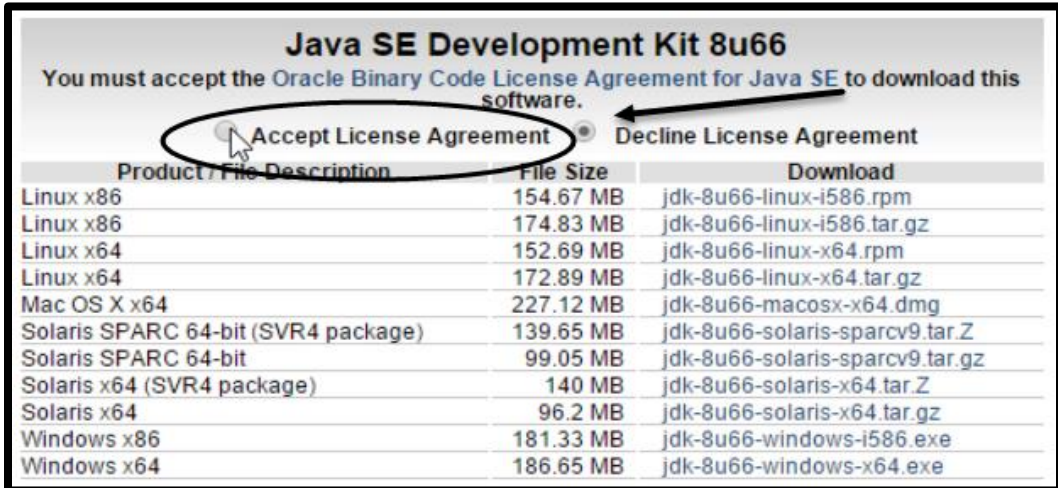 Java SE Development Kit 8u66
You must accept the Oracle Binary Code License Agreement for Java SE to download this
software.
Accept License Agreement Decline License Agreement
Product / File Description File Size Download
Linux x86 154.67 MB jdk-8u66-linux-i586.rpm
Linux x86 174.83 MB jdk-8u66-linux-i586.tar.gz
Linux x64 152.69 MB jdk-8u66-linux-x64.rpm
Linux x64 172.89 MB jdk-8u66-linux-x64.tar.gz
Mac OS X x64 227.12 MB jdk-8u66-macosx-x64.dmg
Solaris SPARC 64-bit (SVR4 package) 139.65 MB jdk-8u66-solaris-sparcv9.tar.Z
Solaris SPARC 64-bit 99.05 MB jdk-8u66-solaris-sparcv9.tar.gz
Solaris x64 (SVR4 package) 140 MB jdk-8u66-solaris-x64.tar.Z
Solaris x64 96.2 MB jdk-8u66-solaris-x64.tar.gz
Windows x86 181.33 MB jdk-8u66-windows-i586.exe
Windows x64 186.65 MB jdk-8u66-windows-x64.exe